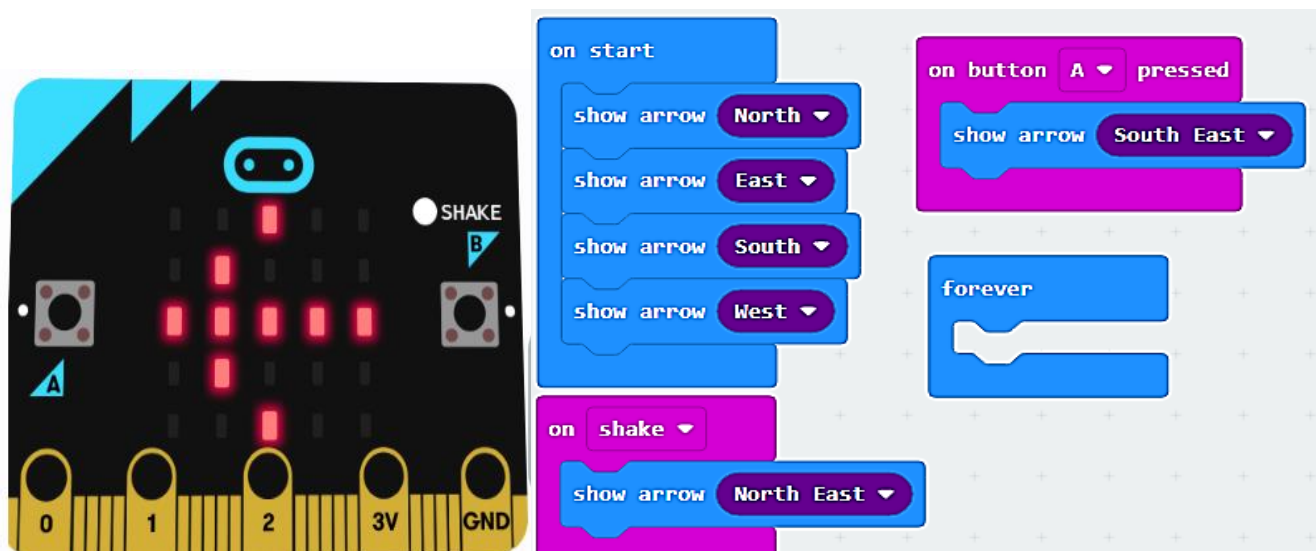 SHAKE
B
A
0 1 2 3V GND
on start
show arrow North
show arrow East
show arrow South
show arrow West
on shake
show arrow North East
on button A pressed
show arrow South East
forever